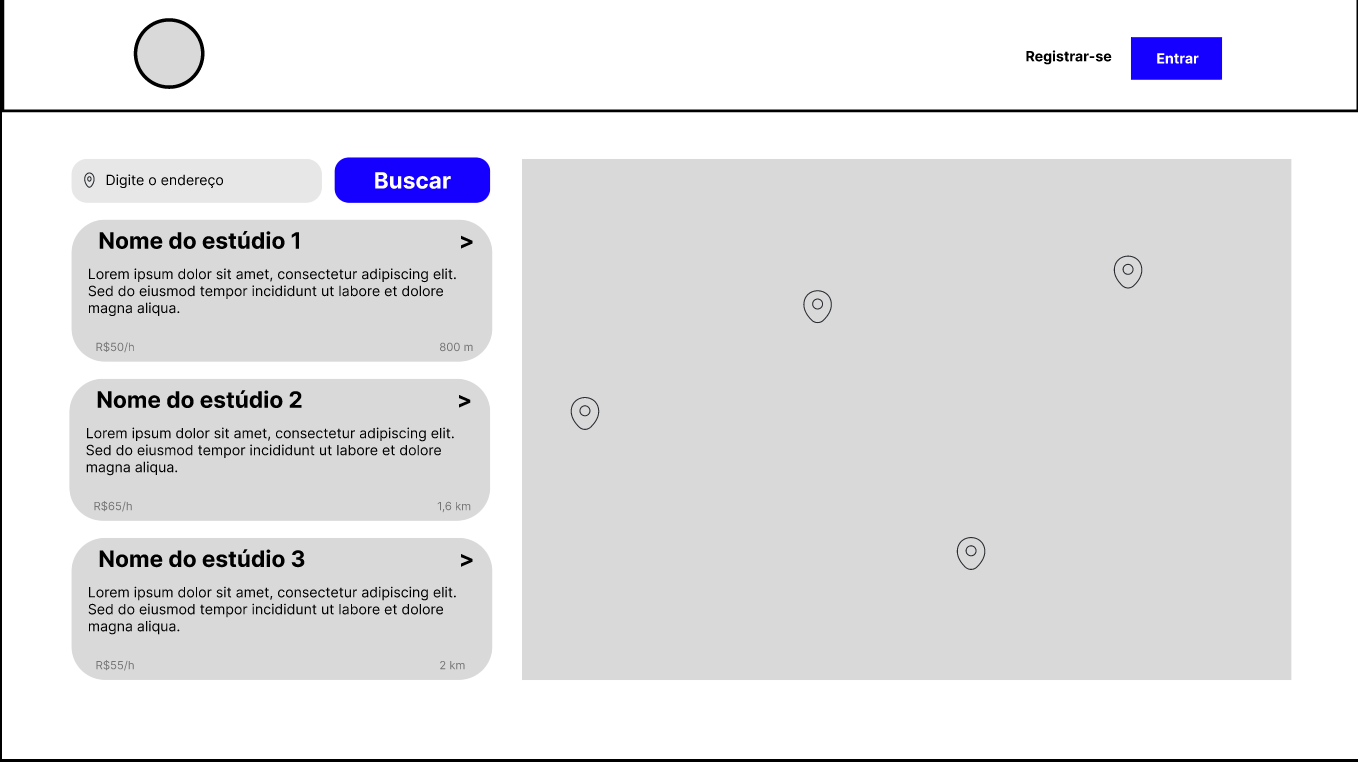 Registrar-se
Entrar
Digite o endereço
Buscar
Nome do estúdio 1 >
Lorem ipsum dolor sit amet, consectetur adipiscing elit.
Sed do eiusmod tempor incididunt ut labore et dolore
magna aliqua.
R$50/h 800 m
Nome do estúdio 2 >
Lorem ipsum dolor sit amet, consectetur adipiscing elit.
Sed do eiusmod tempor incididunt ut labore et dolore
magna aliqua.
R$65/h 1,6 km
Nome do estúdio 3 >
Lorem ipsum dolor sit amet, consectetur adipiscing elit.
Sed do eiusmod tempor incididunt ut labore et dolore
magna aliqua.
R$55/h 2 km